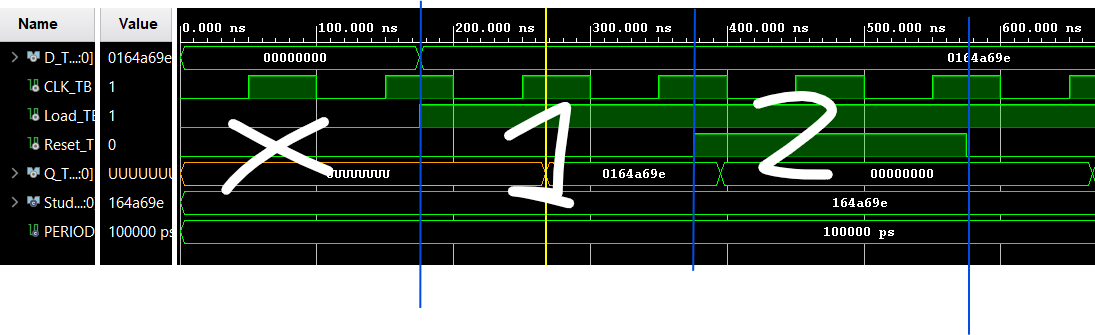 Name Value 0.000 ns 100.000 ns 200.000 ns 300.000 ns 400.000 ns 500.000 ns 600.000 ns
D_T...:0] 0164a69e 00000000 0164a69e
CLK_TB 1
Load_TE 1
Reset_T 0
X 1 2
Q_T...:0] UUUUUUU UUUUUUUU 0164a69e 00000000
Stud...:0 164a69e 164a69e
PERIOD 100000 ps 100000 ps